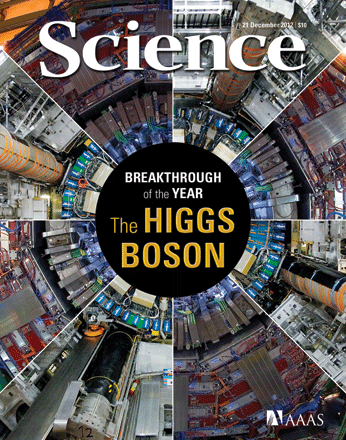 Science
21 December 2012 | $10
BREAKTHROUGH
of the YEAR
The HIGGS
BOSON
AAAS